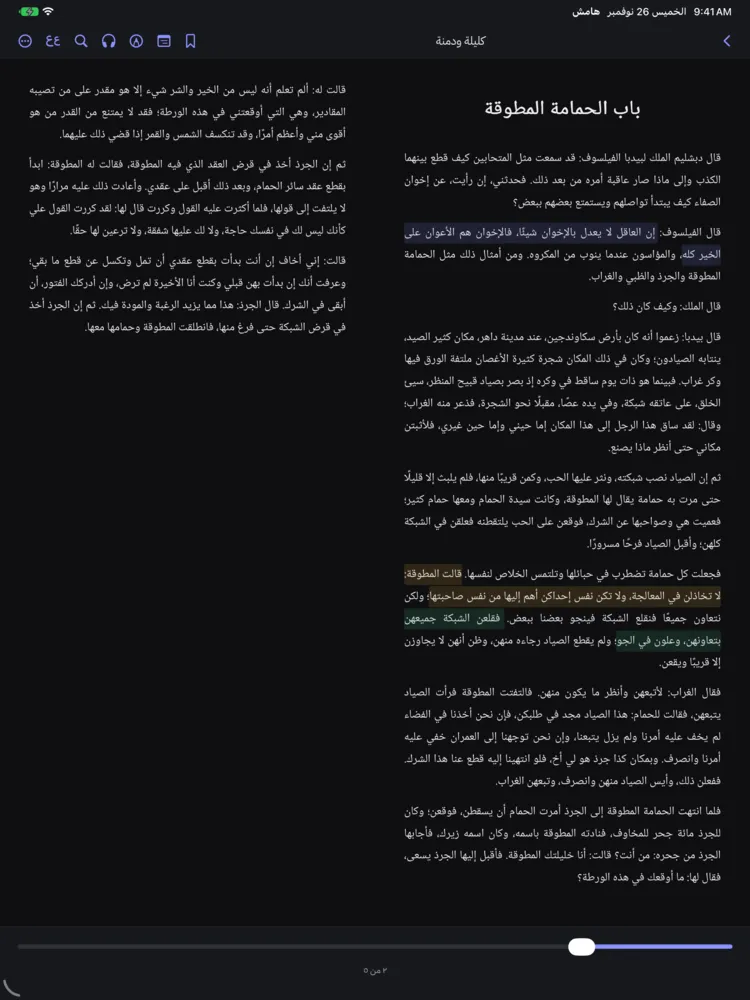 9:41 AM الخميس 26 نوفمبر هامش
كليلة ودمنة
عع
باب الحمامة المطوقة
قال دبشليم الملك لبيدبا الفيلسوف: قد سمعت مثل المتحابين كيف قطع بينهما
الكذب وإلى ماذا صار عاقبة أمره من بعد ذلك. فحدثني، إن رأيت، عن إخوان
الصفاء كيف يبتدأ تواصلهم ويستمتع بعضهم ببعض؟
قال الفيلسوف: إن العاقل لا يعدل بالإخوان شيئًا، فالإخوان هم الأعوان على
الخير كله، والمؤاسون عندما ينوب من المكروه. ومن أمثال ذلك مثل الحمامة
المطوقة والجرذ والظبي والغراب.
قال الملك: وكيف كان ذلك؟
قال بيدبا: زعموا أنه كان بأرض سكاوندجين، عند مدينة داهر، مكان كثير الصيد،
ينتابه الصيادون؛ وكان في ذلك المكان شجرة كثيرة الأغصان ملتفة الورق فيها
وكر غراب. فبينما هو ذات يوم ساقط في وكره إذ بصر بصياد قبيح المنظر، سيئ
الخلق، على عاتقه شبكة، وفي يده عصًا، مقبلًا نحو الشجرة، فذعر منه الغراب؛
وقال: لقد ساق هذا الرجل إلى هذا المكان إما حيني وإما حين غيري، فلأثبتن
مكاني حتى أنظر ماذا يصنع.
ثم إن الصياد نصب شبكته، ونثر عليها الحب، وكمن قريبًا منها، فلم يلبث إلا قليلًا
حتى مرت به حمامة يقال لها المطوقة، وكانت سيدة الحمام ومعها حمام كثير؛
فعميت هي وصواحبها عن الشرك، فوقعن على الحب يلتقطنه فعلقن في الشبكة
كلهن؛ وأقبل الصياد فرحًا مسرورًا.
فجعلت كل حمامة تضطرب في حبائلها وتلتمس الخلاص لنفسها. قالت المطوقة:
لا تخاذلن في المعالجة، ولا تكن نفس إحداكن أهم إليها من نفس صاحبتها؛ ولكن
نتعاون جميعًا فنقلع الشبكة فينجو بعضنا ببعض. فقلعن الشبكة جميعهن
بتعاونهن، وعلون في الجو؛ ولم يقطع الصياد رجاءه منهن، وظن أنهن لا يجاوزن
إلا قريبًا ويقعن.
فقال الغراب: لأتبعهن وأنظر ما يكون منهن. فالتفتت المطوقة فرأت الصياد
يتبعهن، فقالت للحمام: هذا الصياد مجد في طلبكن، فإن نحن أخذنا في الفضاء
لم يخف عليه أمرنا ولم يزل يتبعنا، وإن نحن توجهنا إلى العمران خفي عليه
أمرنا وانصرف. وبمكان كذا جرذ هو لي أخ، فلو انتهينا إليه قطع عنا هذا الشرك.
ففعلن ذلك، وأيس الصياد منهن وانصرف، وتبعهن الغراب.
فلما انتهت الحمامة المطوقة إلى الجرذ أمرت الحمام أن يسقطن، فوقعن؛ وكان
للجرذ مائة جحر للمخاوف، فنادته المطوقة باسمه، وكان اسمه زيرك، فأجابها
الجرذ من جحره: من أنت؟ قالت: أنا خليلتك المطوقة. فأقبل إليها الجرذ يسعى،
فقال لها: ما أوقعك في هذه الورطة؟
قالت له: ألم تعلم أنه ليس من الخير والشر شيء إلا هو مقدر على من تصيبه
المقادير، وهي التي أوقعتني في هذه الورطة؛ فقد لا يمتنع من القدر من هو
أقوى مني وأعظم أمرًا، وقد تنكسف الشمس والقمر إذا قضي ذلك عليهما.
ثم إن الجرذ أخذ في قرض العقد الذي فيه المطوقة، فقالت له المطوقة: ابدأ
بقطع عقد سائر الحمام، وبعد ذلك أقبل على عقدي. وأعادت ذلك عليه مرارًا وهو
لا يلتفت إلى قولها، فلما أكثرت عليه القول وكررت قال لها: لقد كررت القول علي
كأنك ليس لك في نفسك حاجة، ولا لك عليها شفقة، ولا ترعين لها حقًا.
قالت: إني أخاف إن أنت بدأت بقطع عقدي أن تمل وتكسل عن قطع ما بقي؛
وعرفت أنك إن بدأت بهن قبلي وكنت أنا الأخيرة لم ترض، وإن أدركك الفتور، أن
أبقى في الشرك. قال الجرذ: هذا مما يزيد الرغبة والمودة فيك. ثم إن الجرذ أخذ
في قرض الشبكة حتى فرغ منها، فانطلقت المطوقة وحمامها معها.
٢ من ٥